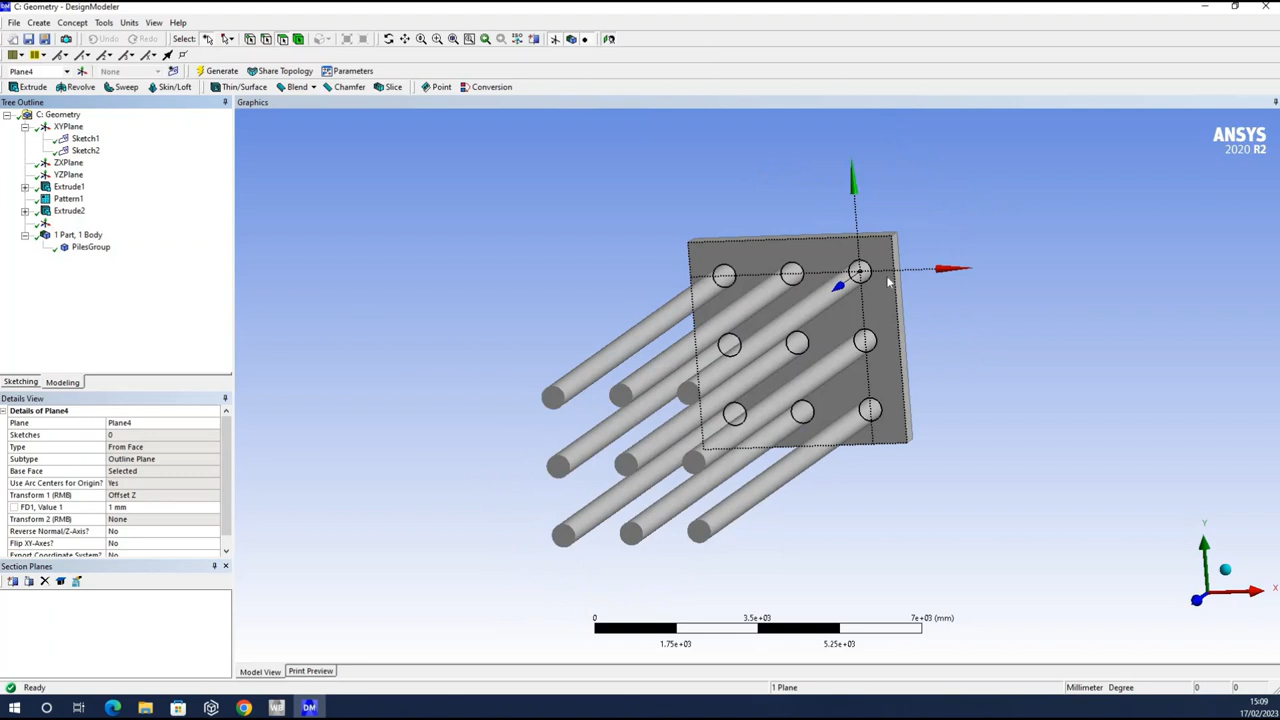 C: Geometry - DesignModeler
File Create Concept Tools Units View Help
Undo Redo Select:
Plane4 None Generate Share Topology Parameters
Extrude Revolve Sweep Skin/Loft Thin/Surface Blend Chamfer Slice Point Conversion
Tree Outline
Graphics
C: Geometry
XYPlane
Sketch1
Sketch2
ZXPlane
YZPlane
Extrude1
Pattern1
Extrude2
1 Part, 1 Body
PilesGroup
ANSYS
2020 R2
Sketching Modeling
Details View
Details of Plane4
Plane Plane4
Sketches 0
Type From Face
Subtype Outline Plane
Base Face Selected
Use Arc Centers for Origin? Yes
Transform 1 (RMB) Offset Z
FD1, Value 1 1 mm
Transform 2 (RMB) None
Reverse Normal/Z-Axis? No
Flip XY-Axes? No
Export Coordinate System? No
Section Planes
Y
X
0 3.5e+03 7e+03 (mm)
1.75e+03 5.25e+03
Model View Print Preview
Ready 1 Plane Millimeter Degree 0 0
15:09
17/02/2023